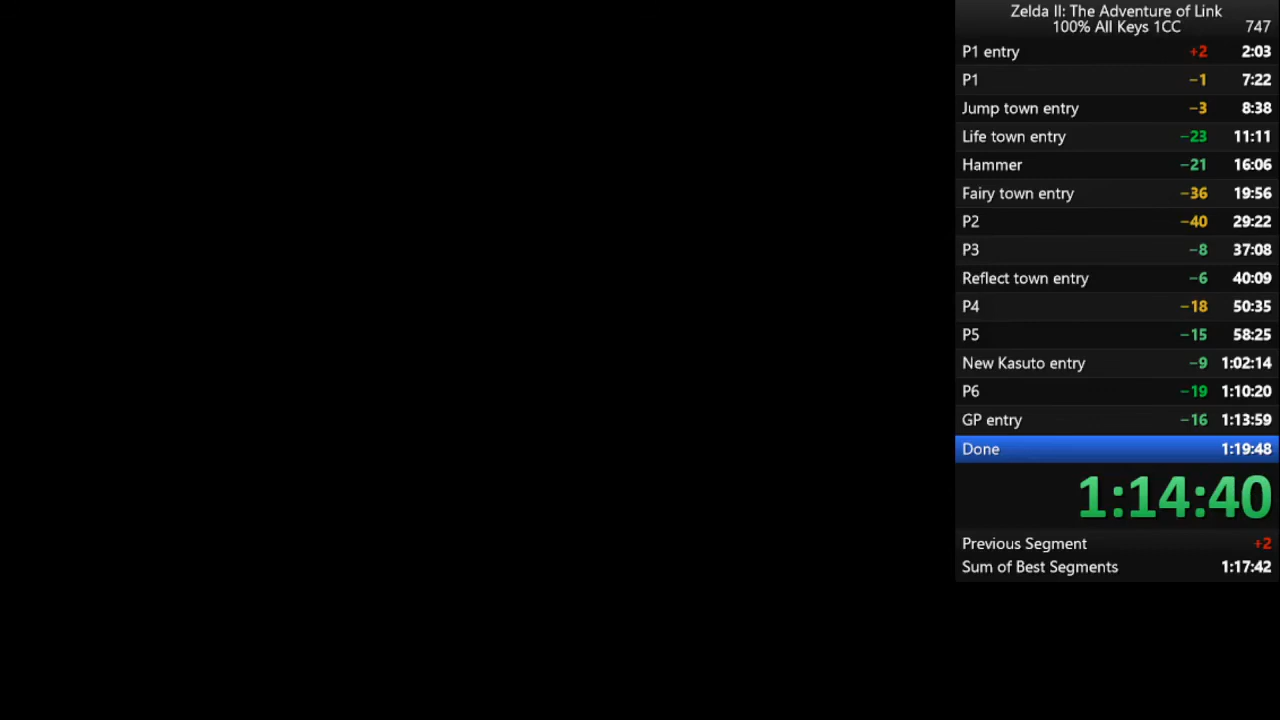 Zelda II: The Adventure of Link
100% All Keys 1CC 747
P1 entry +2 2:03
P1 −1 7:22
Jump town entry −3 8:38
Life town entry −23 11:11
Hammer −21 16:06
Fairy town entry −36 19:56
P2 −40 29:22
P3 −8 37:08
Reflect town entry −6 40:09
P4 −18 50:35
P5 −15 58:25
New Kasuto entry −9 1:02:14
P6 −19 1:10:20
GP entry −16 1:13:59
Done 1:19:48
1:14:40
Previous Segment +2
Sum of Best Segments 1:17:42